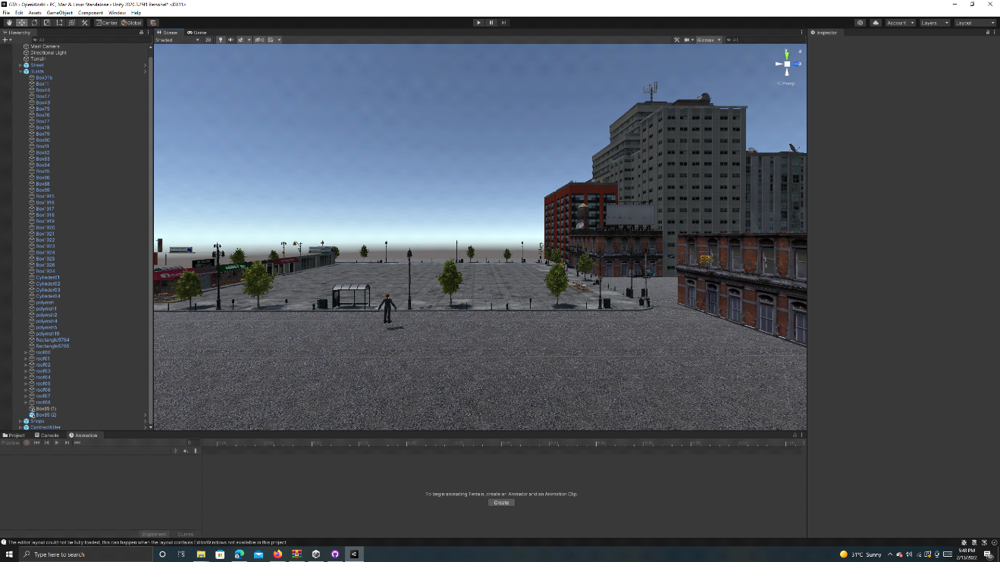 GTA - OpenWorld - PC, Mac & Linux Standalone - Unity 2020.3.25f1 Personal* <DX11>
File Edit Assets GameObject Component Window Help
Center Global Account Layers Layout
Hierarchy Scene Game Inspector
All Shaded 2D 0 Gizmos All
Main Camera
Directional Light
Terrain
Street
Builds
Box01b
Box11
Box46
Box47
Box49
Box75
Box76
Box77
Box78
Box79
Box80
Box81
Box82
Box83
Box84
Box85
Box86
Box88
Box89
Box1915
Box1916
Box1917
Box1918
Box1919
Box1920
Box1921
Box1922
Box1923
Box1924
Box1925
Box1926
Box1934
Cylinder01
Cylinder02
Cylinder03
Cylinder04
polymsh
polymsh1
polymsh2
polymsh4
polymsh5
polymsh19
Rectangle5764
Rectangle5765
roof00
roof01
roof02
roof03
roof04
roof05
roof06
roof07
roof08
Box85 (1)
Box85 (2)
Shops
ContractKiller
y
z
< Persp
Project Console Animation
Preview 0
To begin animating Terrain, create an Animator and an Animation Clip.
Create
Dopesheet Curves
The editor layout could not be fully loaded, this can happen when the layout contains EditorWindows not available in this project
Type here to search
31°C Sunny
5:48 PM
2/13/2022